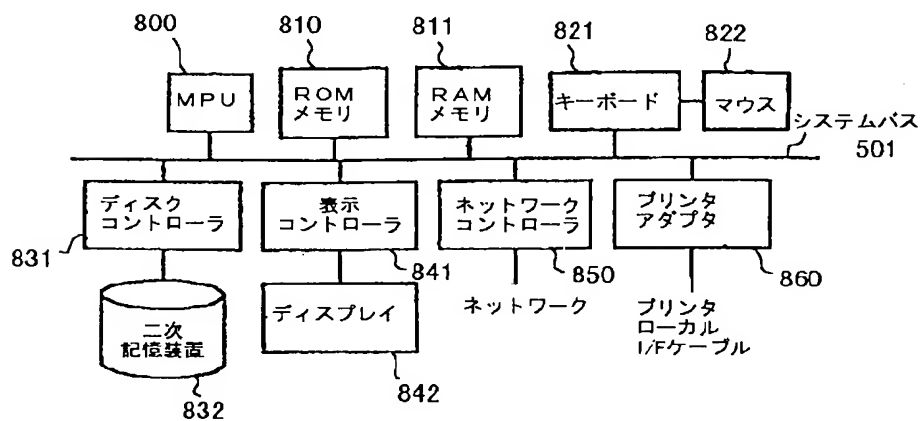 800
810
811
821
822
MPU
ROM
メモリ
RAM
メモリ
キーボード
マウス
システムバス
501
ディスク
コントローラ
表示
コントローラ
ネットワーク
コントローラ
プリンタ
アダプタ
831
841
850
860
二次
記憶装置
ディスプレイ
ネットワーク
プリンタ
ローカル
I/Fケーブル
832
842